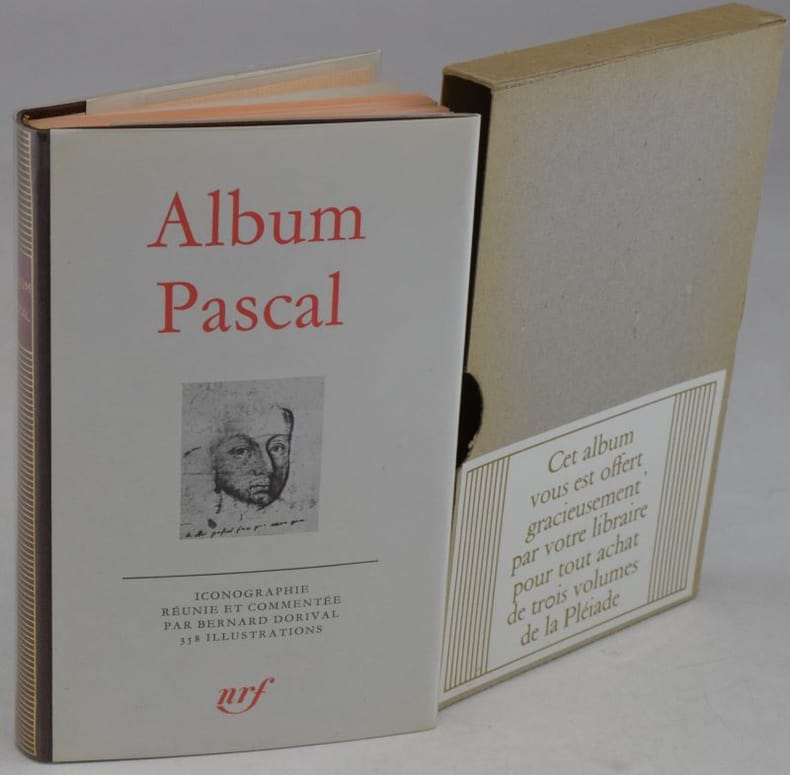 Album
Pascal
ICONOGRAPHIE
RÉUNIE ET COMMENTÉE
PAR BERNARD DORIVAL
358 ILLUSTRATIONS
nrf
Cet album
vous est offert
gracieusement
par votre libraire
pour tout achat
de trois volumes
de la Pléiade